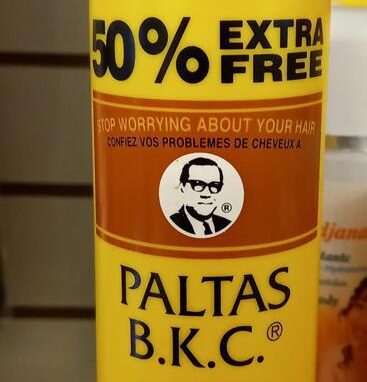 50% EXTRA FREE
STOP WORRYING ABOUT YOUR HAIR
CONFIEZ VOS PROBLEMES DE CHEVEUX A
®
PALTAS
B.K.C.®